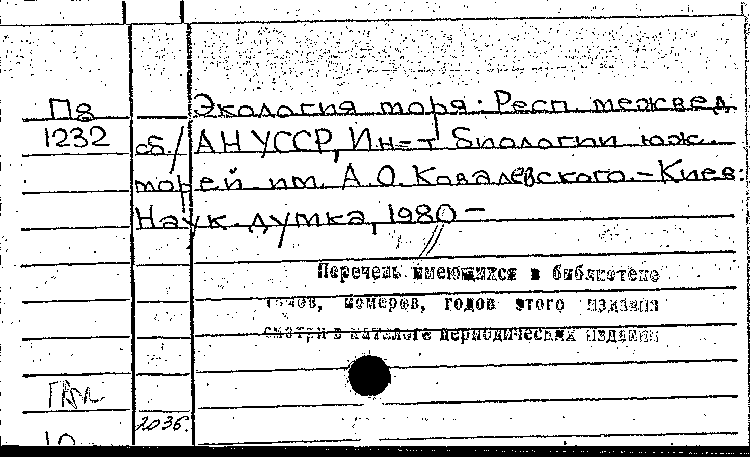 Пв
1232
Экология моря: Респ. межвед.
сб./ АН УССР, Ин-т биологии юж.
морей им. А.О. Ковалевского. – Киев:
Наук. думка, 1980 –
Перечень имеющихся в библиотеке
томов, номеров, годов этого издания
смотри в каталоге периодических изданий
2036.
10